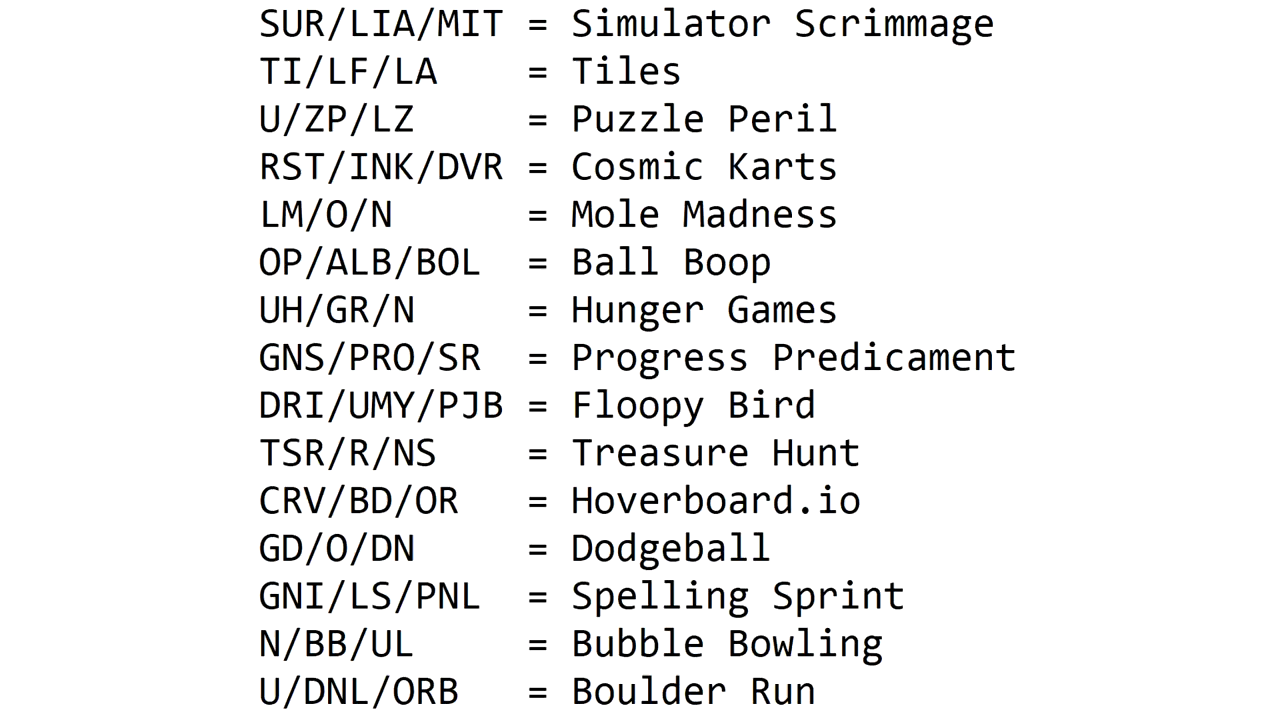 SUR/LIA/MIT = Simulator Scrimmage
TI/LF/LA = Tiles
U/ZP/LZ = Puzzle Peril
RST/INK/DVR = Cosmic Karts
LM/O/N = Mole Madness
OP/ALB/BOL = Ball Boop
UH/GR/N = Hunger Games
GNS/PRO/SR = Progress Predicament
DRI/UMY/PJB = Floopy Bird
TSR/R/NS = Treasure Hunt
CRV/BD/OR = Hoverboard.io
GD/O/DN = Dodgeball
GNI/LS/PNL = Spelling Sprint
N/BB/UL = Bubble Bowling
U/DNL/ORB = Boulder Run